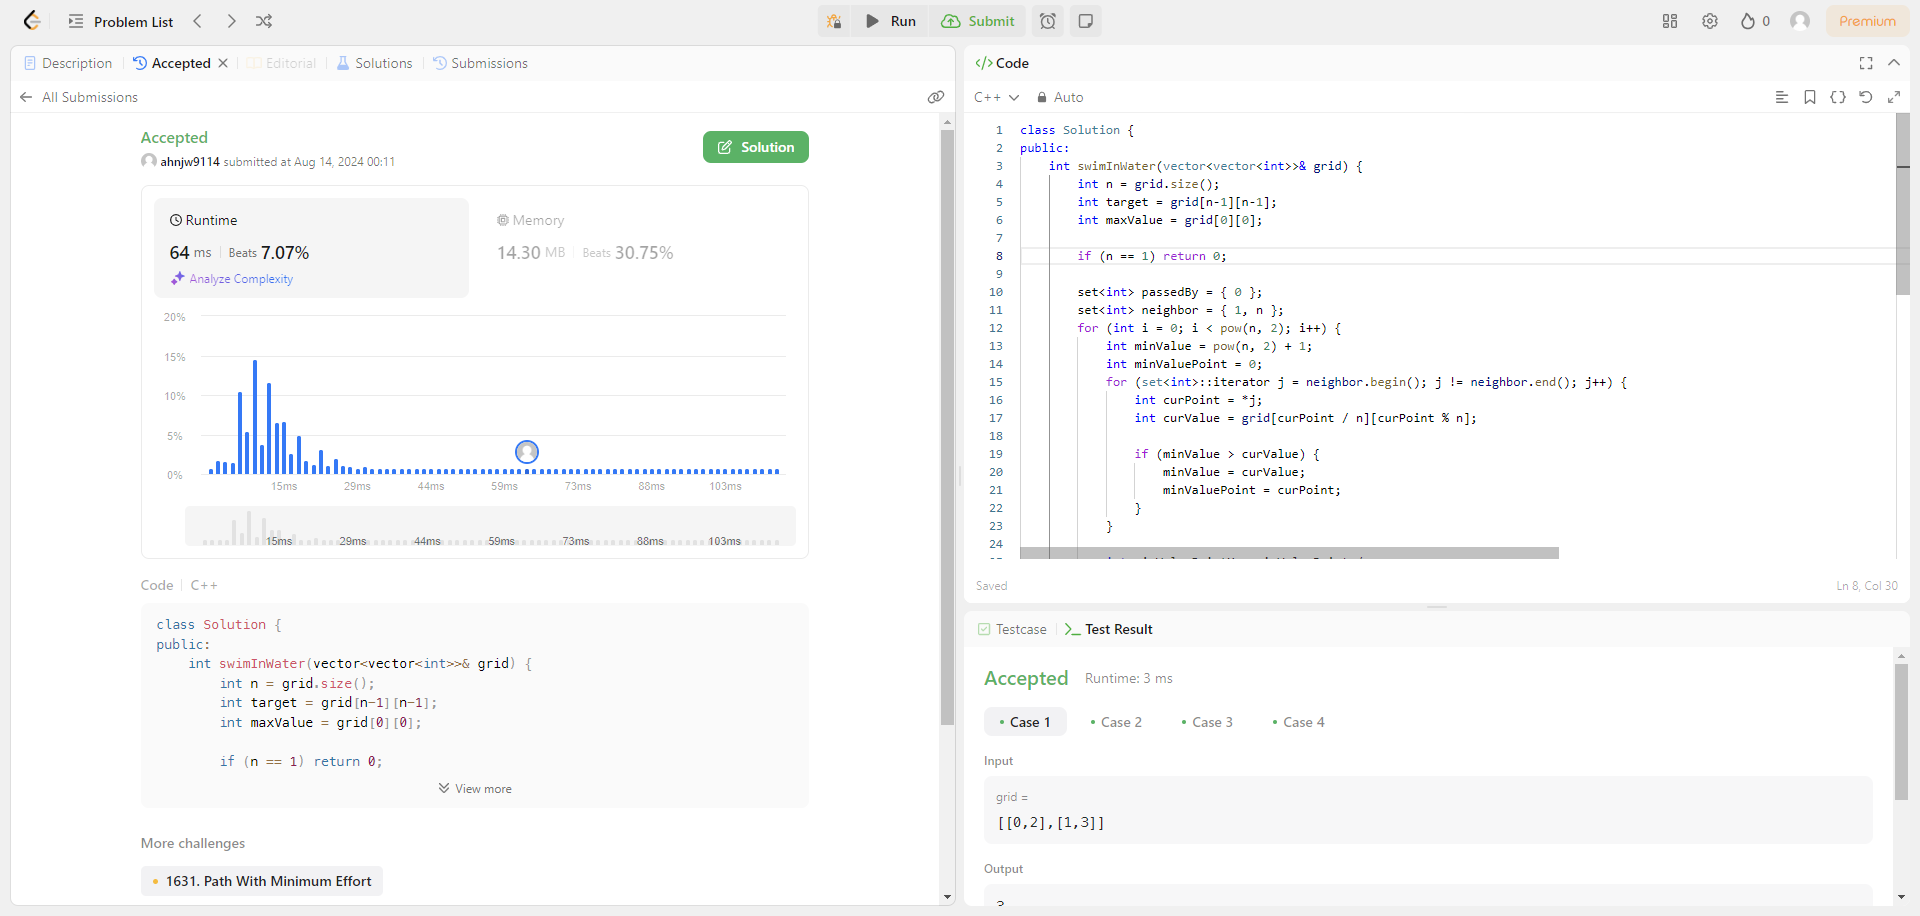 Problem List
Run
Submit
0
Premium
Description
Accepted
Editorial
Solutions
Submissions
All Submissions
Accepted
ahnjw9114 submitted at Aug 14, 2024 00:11
Solution
Runtime
64 ms
Beats 7.07%
Analyze Complexity
Memory
14.30 MB
Beats 30.75%
20%
15%
10%
5%
0%
15ms 29ms 44ms 59ms 73ms 88ms 103ms
15ms 29ms 44ms 59ms 73ms 88ms 103ms
Code C++
class Solution {
public:
    int swimInWater(vector<vector<int>>& grid) {
        int n = grid.size();
        int target = grid[n-1][n-1];
        int maxValue = grid[0][0];
        if (n == 1) return 0;
View more
More challenges
1631. Path With Minimum Effort
</> Code
C++
Auto
1 class Solution {
2 public:
3     int swimInWater(vector<vector<int>>& grid) {
4         int n = grid.size();
5         int target = grid[n-1][n-1];
6         int maxValue = grid[0][0];
7
8         if (n == 1) return 0;
9
10         set<int> passedBy = { 0 };
11         set<int> neighbor = { 1, n };
12         for (int i = 0; i < pow(n, 2); i++) {
13             int minValue = pow(n, 2) + 1;
14             int minValuePoint = 0;
15             for (set<int>::iterator j = neighbor.begin(); j != neighbor.end(); j++) {
16                 int curPoint = *j;
17                 int curValue = grid[curPoint / n][curPoint % n];
18
19                 if (minValue > curValue) {
20                     minValue = curValue;
21                     minValuePoint = curPoint;
22                 }
23             }
24
Saved
Ln 8, Col 30
Testcase
Test Result
Accepted
Runtime: 3 ms
Case 1
Case 2
Case 3
Case 4
Input
grid =
[[0,2],[1,3]]
Output